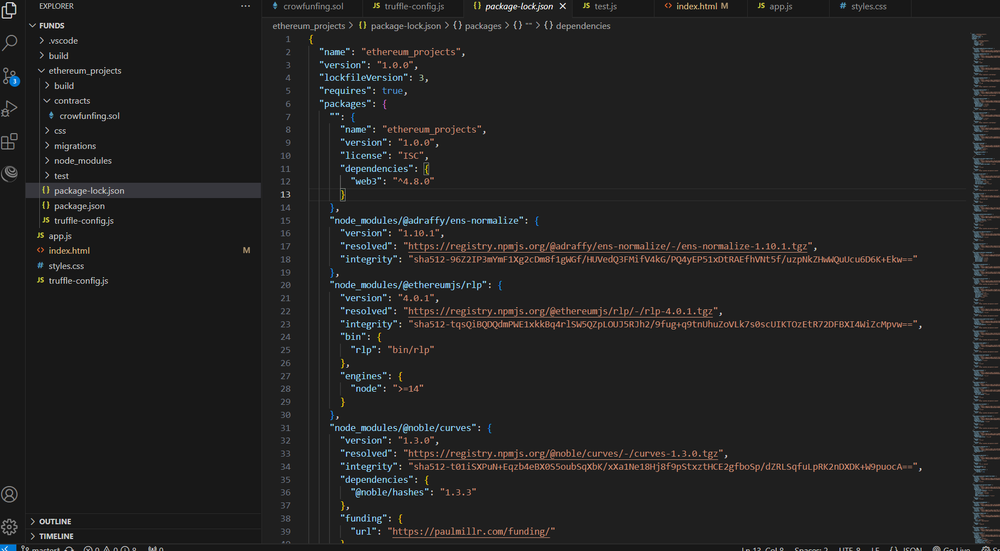 EXPLORER
···
FUNDS
.vscode
build
ethereum_projects
build
contracts
crowfunfing.sol
css
migrations
node_modules
test
package-lock.json
package.json
truffle-config.js
app.js
index.html M
styles.css
truffle-config.js
OUTLINE
TIMELINE
3
crowfunfing.sol
JS truffle-config.js
{} package-lock.json
JS test.js
<> index.html M
JS app.js
# styles.css
ethereum_projects > {} package-lock.json > {} packages > {} "" > {} dependencies
1 {
2 "name": "ethereum_projects",
3 "version": "1.0.0",
4 "lockfileVersion": 3,
5 "requires": true,
6 "packages": {
7 "": {
8 "name": "ethereum_projects",
9 "version": "1.0.0",
10 "license": "ISC",
11 "dependencies": {
12 "web3": "^4.8.0"
13 }
14 },
15 "node_modules/@adraffy/ens-normalize": {
16 "version": "1.10.1",
17 "resolved": "https://registry.npmjs.org/@adraffy/ens-normalize/-/ens-normalize-1.10.1.tgz",
18 "integrity": "sha512-96Z2IP3mYmF1Xg2cDm8f1gWGf/HUVedQ3FMifV4kG/PQ4yEP51xDtRAEfhVNt5f/uzpNkZHwWQuUcu6D6K+Ekw=="
19 },
20 "node_modules/@ethereumjs/rlp": {
21 "version": "4.0.1",
22 "resolved": "https://registry.npmjs.org/@ethereumjs/rlp/-/rlp-4.0.1.tgz",
23 "integrity": "sha512-tqsQiBQDQdmPWE1xkkBq4rlSW5QZpLOUJ5RJh2/9fug+q9tnUhuZoVLk7s0scUIKTOzEtR72DFBXI4WiZcMpvw==",
24 "bin": {
25 "rlp": "bin/rlp"
26 },
27 "engines": {
28 "node": ">=14"
29 }
30 },
31 "node_modules/@noble/curves": {
32 "version": "1.3.0",
33 "resolved": "https://registry.npmjs.org/@noble/curves/-/curves-1.3.0.tgz",
34 "integrity": "sha512-t01iSXPuN+Eqzb4eBX0S5oubSqXbK/xXa1Ne18Hj8f9pStxztHCE2gfboSp/dZRLSqfuLpRK2nDXDK+W9puocA==",
35 "dependencies": {
36 "@noble/hashes": "1.3.3"
37 },
38 "funding": {
39 "url": "https://paulmillr.com/funding/"
40 }
master* 0 0 8 0
Ln 13, Col 8 Spaces: 2 UTF-8 LF {} JSON Go Live